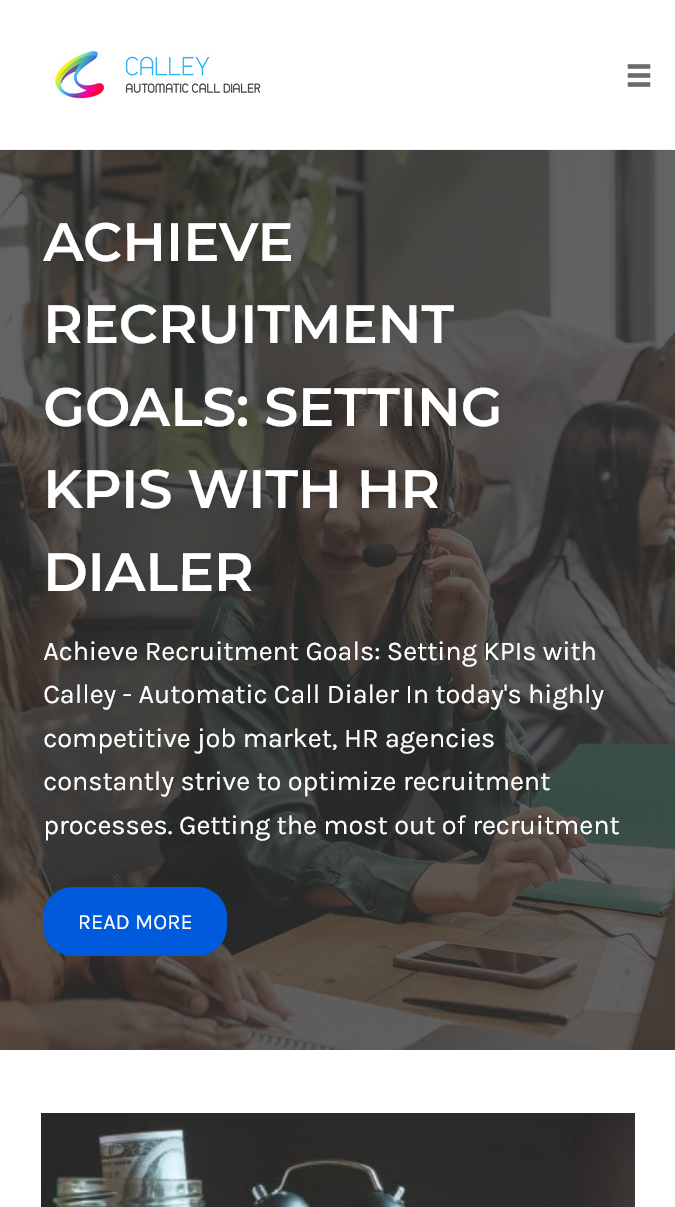 CALLEY
AUTOMATIC CALL DIALER
ACHIEVE
RECRUITMENT
GOALS: SETTING
KPIS WITH HR
DIALER
Achieve Recruitment Goals: Setting KPIs with
Calley - Automatic Call Dialer In today's highly
competitive job market, HR agencies
constantly strive to optimize recruitment
processes. Getting the most out of recruitment
READ MORE